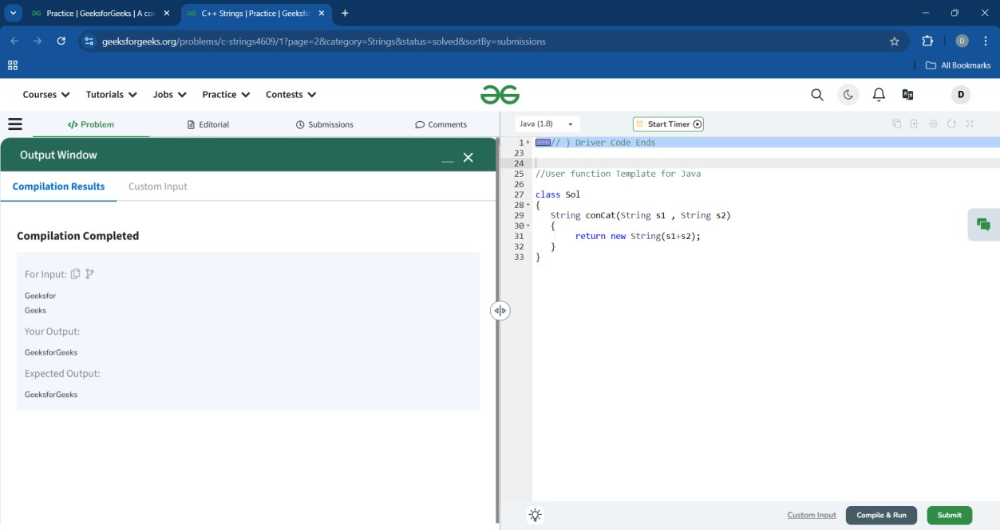 Practice | GeeksforGeeks | A cor
C++ Strings | Practice | Geeksfo
geeksforgeeks.org/problems/c-strings4609/1?page=2&category=Strings&status=solved&sortBy=submissions
D
All Bookmarks
Courses Tutorials Jobs Practice Contests
D
</> Problem Editorial Submissions Comments
Java (1.8) Start Timer
Output Window
Compilation Results Custom Input
Compilation Completed
For Input:
Geeksfor
Geeks
Your Output:
GeeksforGeeks
Expected Output:
GeeksforGeeks
1 // } Driver Code Ends
23
24
25 //User function Template for Java
26
27 class Sol
28 {
29 String conCat(String s1 , String s2)
30 {
31 return new String(s1+s2);
32 }
33 }
Custom Input Compile & Run Submit